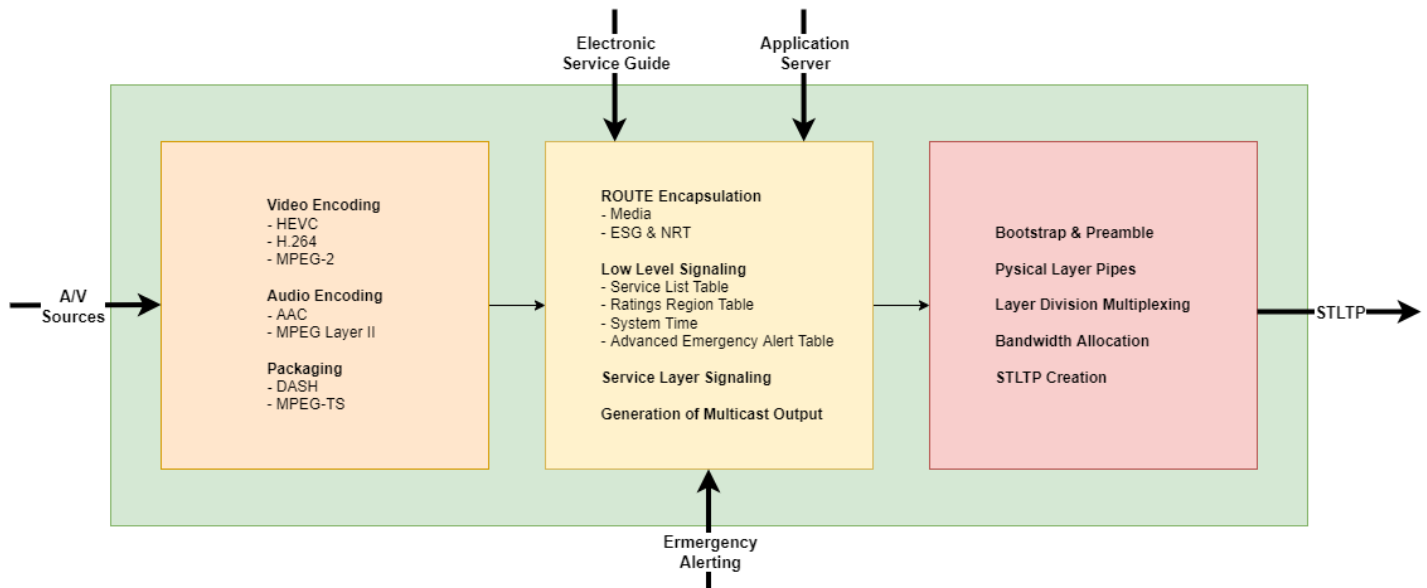 Electronic
Service Guide
Application
Server
A/V
Sources
Video Encoding
- HEVC
- H.264
- MPEG-2
Audio Encoding
- AAC
- MPEG Layer II
Packaging
- DASH
- MPEG-TS
ROUTE Encapsulation
- Media
- ESG & NRT
Low Level Signaling
- Service List Table
- Ratings Region Table
- System Time
- Advanced Emergency Alert Table
Service Layer Signaling
Generation of Multicast Output
Bootstrap & Preamble
Pysical Layer Pipes
Layer Division Multiplexing
Bandwidth Allocation
STLTP Creation
STLTP
Ermergency
Alerting